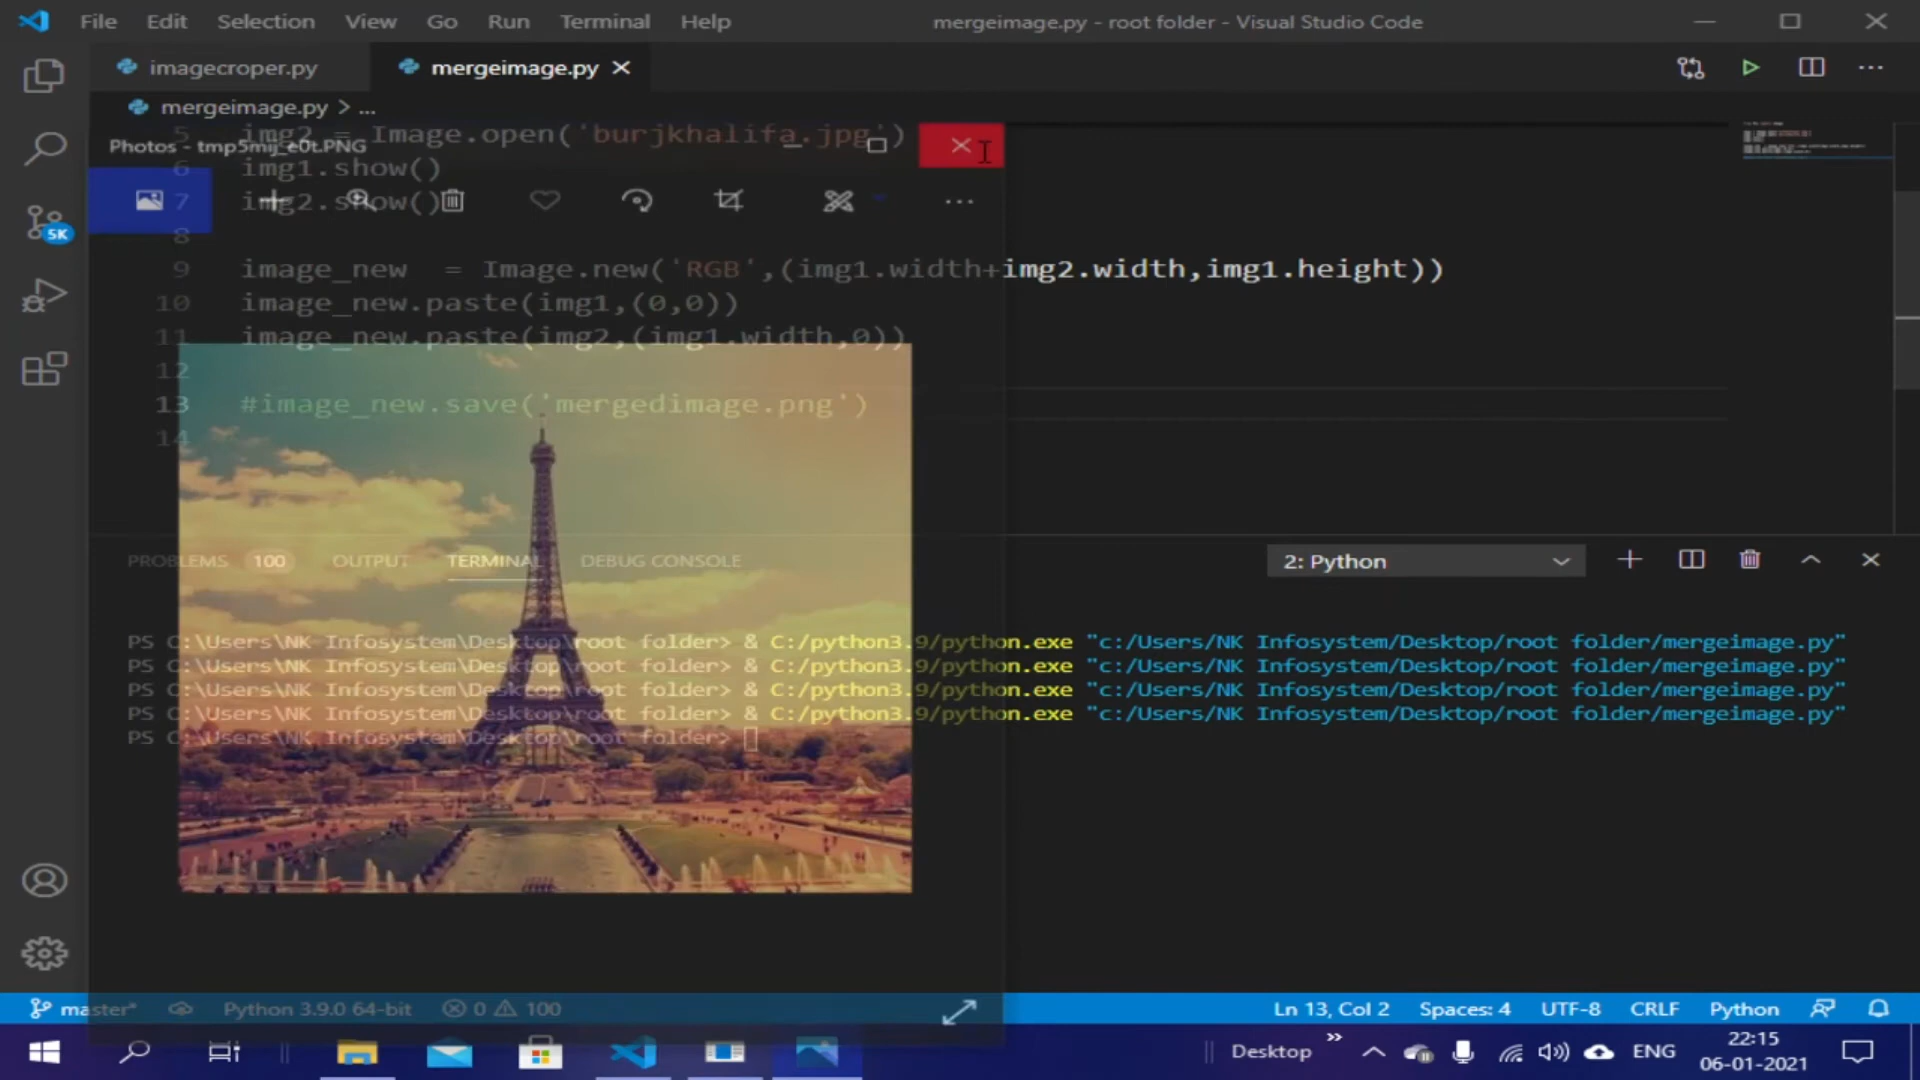 File Edit Selection View Go Run Terminal Help
mergeimage.py - root folder - Visual Studio Code
imagecroper.py
mergeimage.py
mergeimage.py > ...
5 img2 = Image.open('burjkhalifa.jpg')
Photos - tmp5mij_e0t.PNG
6 img1.show()
7 img2.show()
8
9 image_new = Image.new('RGB',(img1.width+img2.width,img1.height))
10 image_new.paste(img1,(0,0))
11 image_new.paste(img2,(img1.width,0))
12
13 #image_new.save('mergedimage.png')
14
5K
PROBLEMS 100 OUTPUT TERMINAL DEBUG CONSOLE
2: Python
PS C:\Users\NK Infosystem\Desktop\root folder> & C:/python3.9/python.exe "c:/Users/NK Infosystem/Desktop/root folder/mergeimage.py"
PS C:\Users\NK Infosystem\Desktop\root folder> & C:/python3.9/python.exe "c:/Users/NK Infosystem/Desktop/root folder/mergeimage.py"
PS C:\Users\NK Infosystem\Desktop\root folder> & C:/python3.9/python.exe "c:/Users/NK Infosystem/Desktop/root folder/mergeimage.py"
PS C:\Users\NK Infosystem\Desktop\root folder> & C:/python3.9/python.exe "c:/Users/NK Infosystem/Desktop/root folder/mergeimage.py"
PS C:\Users\NK Infosystem\Desktop\root folder>
master* Python 3.9.0 64-bit 0 100
Ln 13, Col 2 Spaces: 4 UTF-8 CRLF Python
Desktop
ENG
22:15
06-01-2021